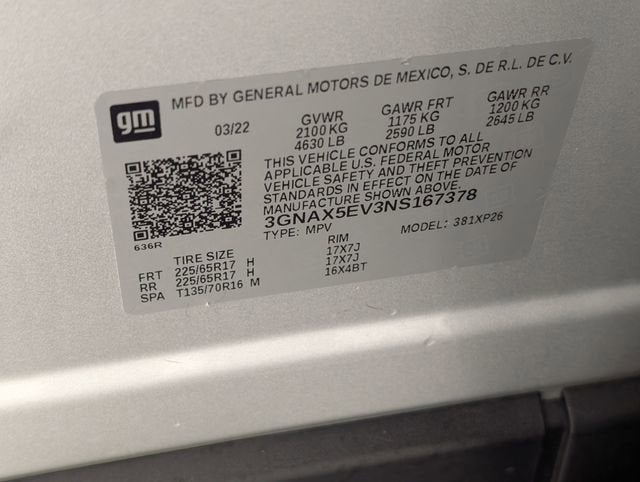 gm
MFD BY GENERAL MOTORS DE MEXICO, S. DE R.L. DE C.V.
03/22 GVWR GAWR FRT GAWR RR
2100 KG 1175 KG 1200 KG
4630 LB 2590 LB 2645 LB
THIS VEHICLE CONFORMS TO ALL
APPLICABLE U.S. FEDERAL MOTOR
VEHICLE SAFETY AND THEFT PREVENTION
STANDARDS IN EFFECT ON THE DATE OF
MANUFACTURE SHOWN ABOVE.
3GNAX5EV3NS167378
TYPE: MPV MODEL: 381XP26
636R
TIRE SIZE RIM
FRT 225/65R17 H 17X7J
RR 225/65R17 H 17X7J
SPA T135/70R16 M 16X4BT